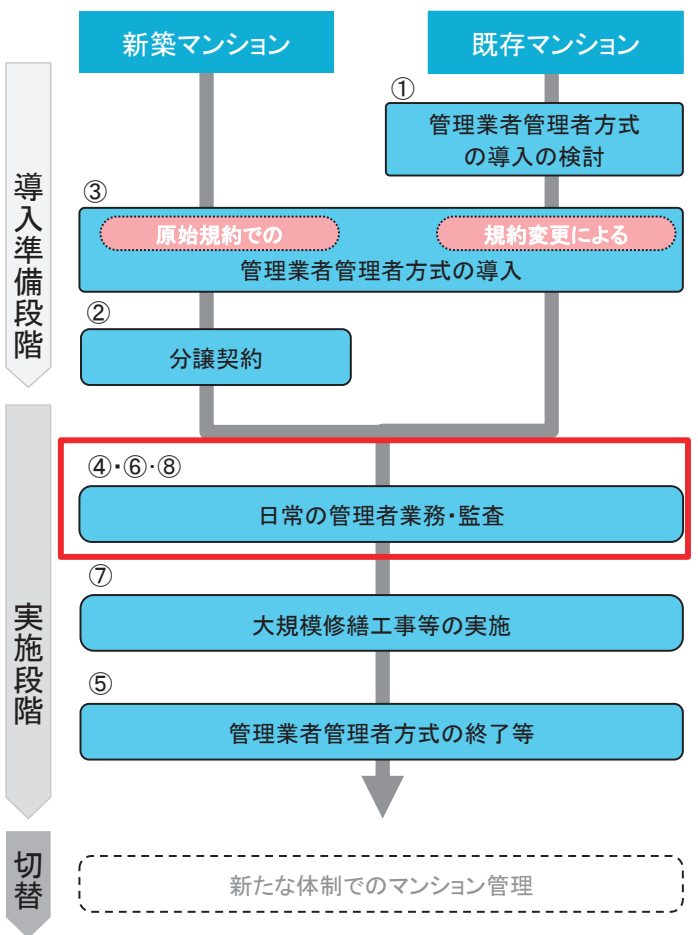 新築マンション
既存マンション
導入準備段階
①
管理業者管理者方式
の導入の検討
③
原始規約での
規約変更による
管理業者管理者方式の導入
②
分譲契約
実施段階
④・⑥・⑧
日常の管理者業務・監査
⑦
大規模修繕工事等の実施
⑤
管理業者管理者方式の終了等
切替
新たな体制でのマンション管理